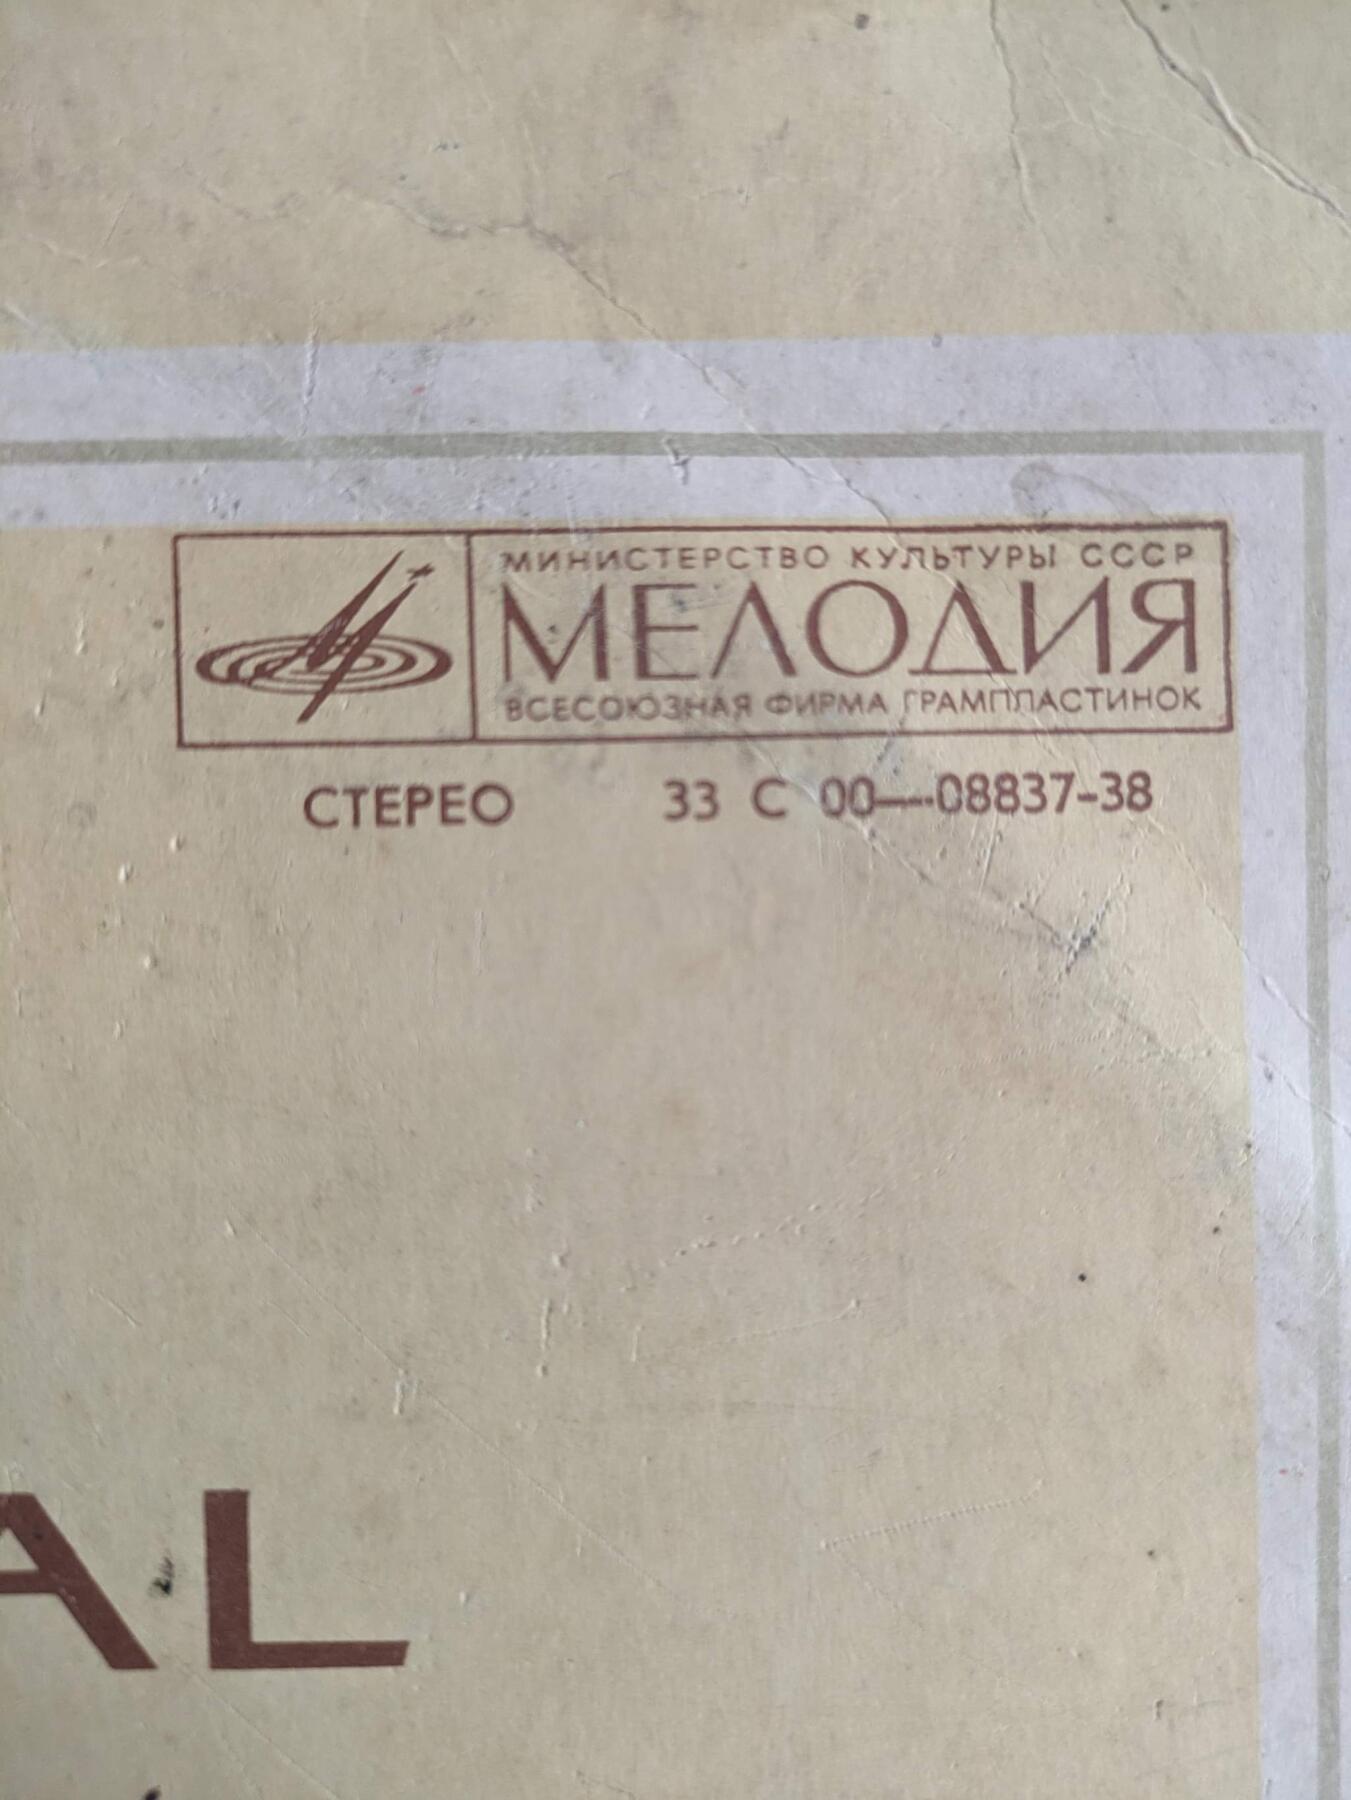 МИНИСТЕРСТВО КУЛЬТУРЫ СССР
МЕЛОДИЯ
ВСЕСОЮЗНАЯ ФИРМА ГРАМПЛАСТИНОК
СТЕРЕО 33 С 00—08837-38
AL